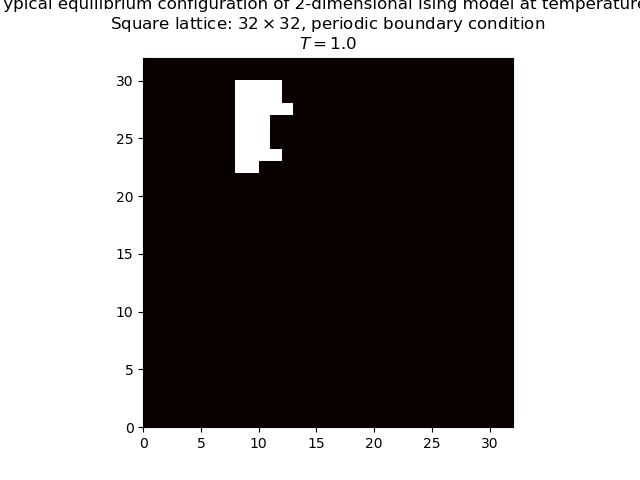 ypical equilibrium configuration of 2-dimensional Ising model at temperature
Square lattice: 32 × 32, periodic boundary condition
T = 1.0
30
25
20
15
10
5
0
0 5 10 15 20 25 30